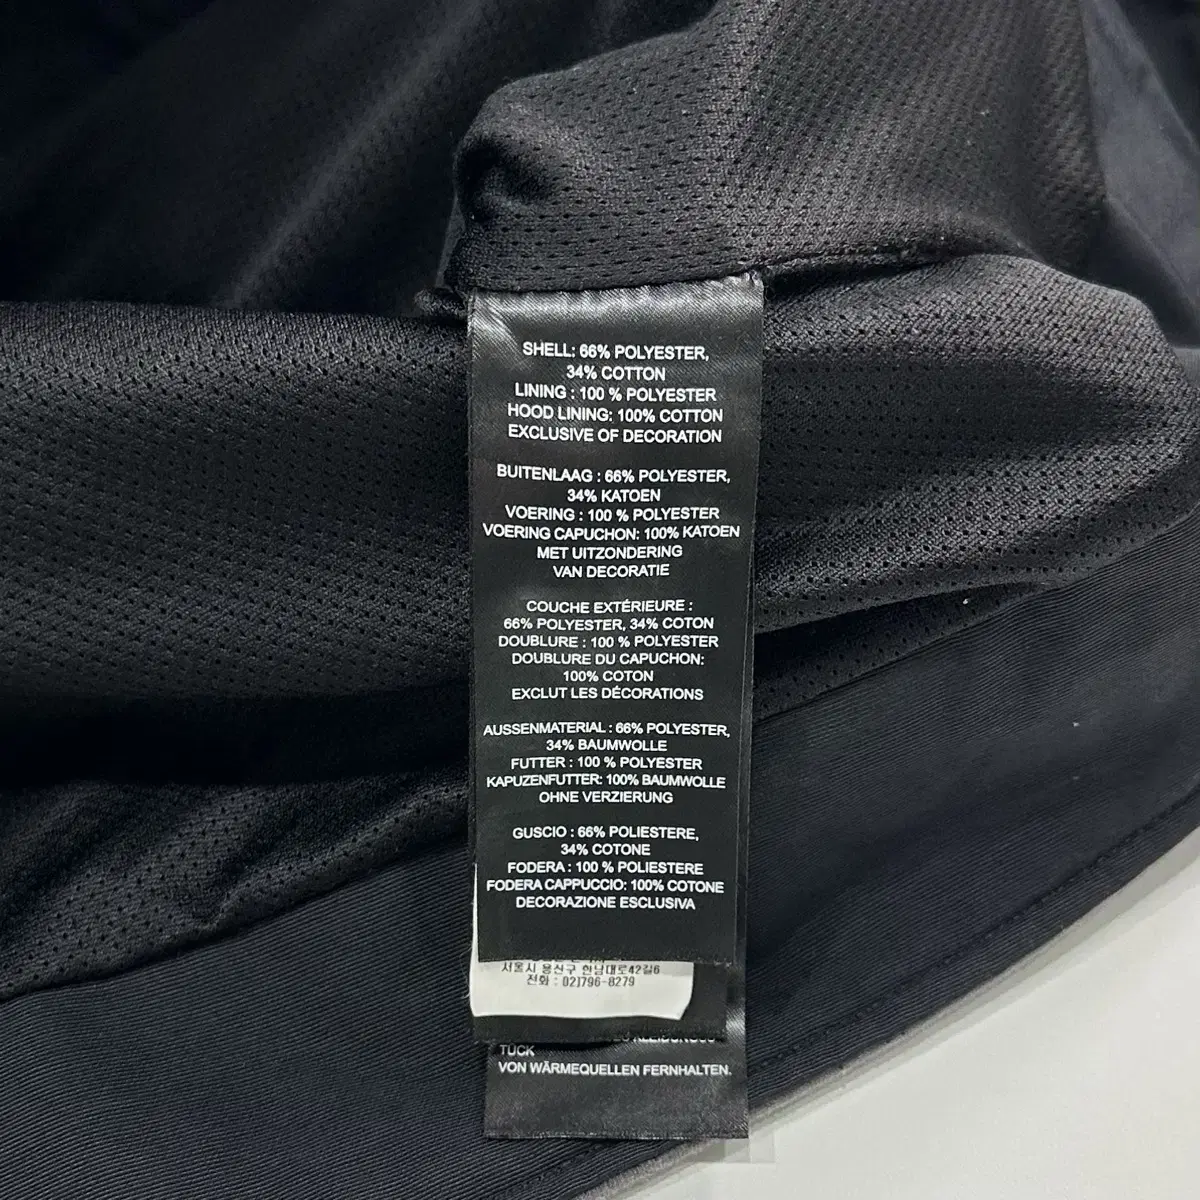 SHELL: 66% POLYESTER,
34% COTTON
LINING : 100 % POLYESTER
HOOD LINING: 100% COTTON
EXCLUSIVE OF DECORATION
BUITENLAAG : 66% POLYESTER,
34% KATOEN
VOERING : 100 % POLYESTER
VOERING CAPUCHON: 100% KATOEN
MET UITZONDERING
VAN DECORATIE
COUCHE EXTÉRIEURE :
66% POLYESTER, 34% COTON
DOUBLURE : 100 % POLYESTER
DOUBLURE DU CAPUCHON:
100% COTON
EXCLUT LES DÉCORATIONS
AUSSENMATERIAL : 66% POLYESTER,
34% BAUMWOLLE
FUTTER : 100 % POLYESTER
KAPUZENFUTTER: 100% BAUMWOLLE
OHNE VERZIERUNG
GUSCIO : 66% POLIESTERE,
34% COTONE
FODERA : 100 % POLIESTERE
FODERA CAPPUCCIO: 100% COTONE
DECORAZIONE ESCLUSIVA
서울시 용산구 한남대로42길6
전화 : 02)796-8279
TÜCK
VON WÄRMEQUELLEN FERNHALTEN.